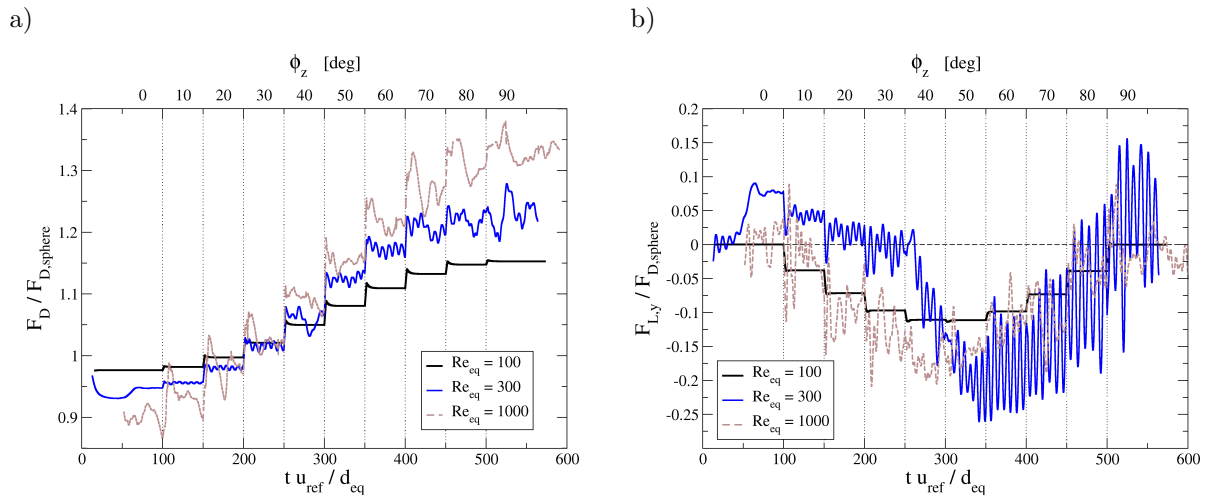 a)
ϕz [deg]
0 10 20 30 40 50 60 70 80 90
1.4
1.3
1.2
1.1
1
0.9
FD / FD,sphere
Reeq = 100
Reeq = 300
Reeq = 1000
0 100 200 300 400 500 600
t uref / deq
b)
ϕz [deg]
0 10 20 30 40 50 60 70 80 90
0.2
0.15
0.1
0.05
0
-0.05
-0.1
-0.15
-0.2
-0.25
FL,y / FD,sphere
Reeq = 100
Reeq = 300
Reeq = 1000
0 100 200 300 400 500 600
t uref / deq